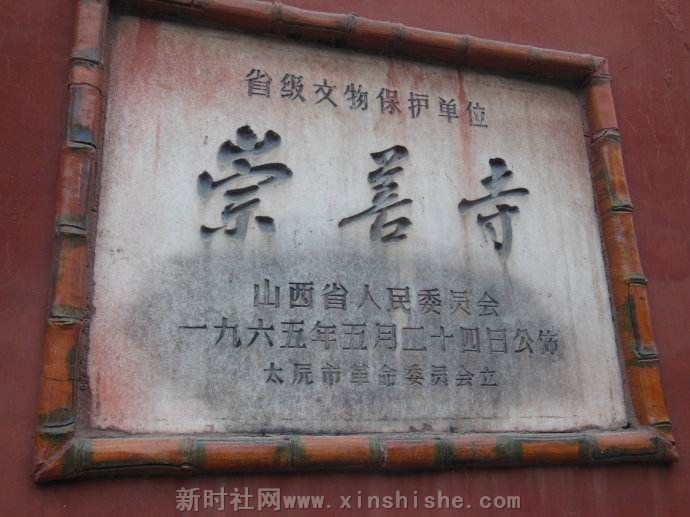 省级文物保护单位
崇善寺
山西省人民委员会
一九六五年五月二十四日公佈
太原市革命委员会立
新时社网www.xinshishe.com